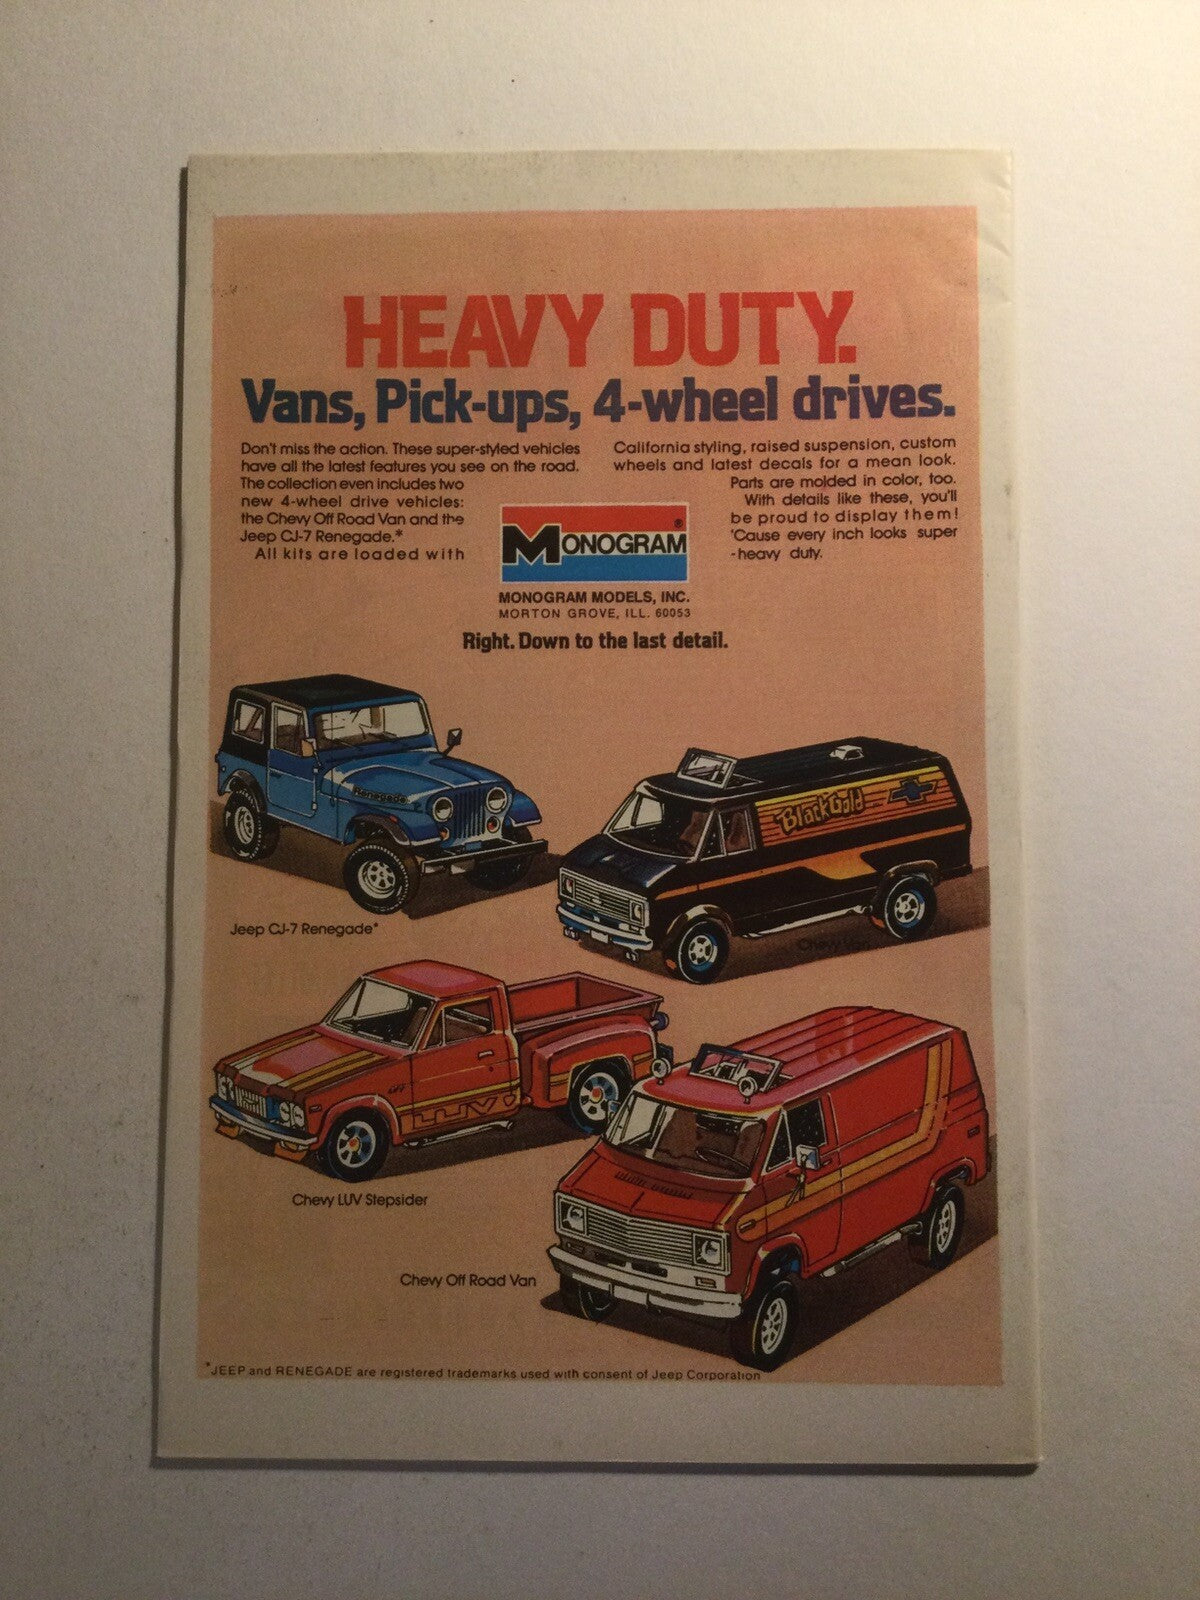 HEAVY DUTY.
Vans, Pick-ups, 4-wheel drives.
Don't miss the action. These super-styled vehicles
have all the latest features you see on the road.
The collection even includes two
new 4-wheel drive vehicles:
the Chevy Off Road Van and the
Jeep CJ-7 Renegade.*
All kits are loaded with
California styling, raised suspension, custom
wheels and latest decals for a mean look.
Parts are molded in color, too.
With details like these, you'll
be proud to display them!
'Cause every inch looks super
-heavy duty.
MONOGRAM®
MONOGRAM MODELS, INC.
MORTON GROVE, ILL. 60053
Right. Down to the last detail.
Renegade
Jeep CJ-7 Renegade*
Black Gold
Chevy Van
LUV
Chevy LUV Stepsider
Chevy Off Road Van
*JEEP and RENEGADE are registered trademarks used with consent of Jeep Corporation